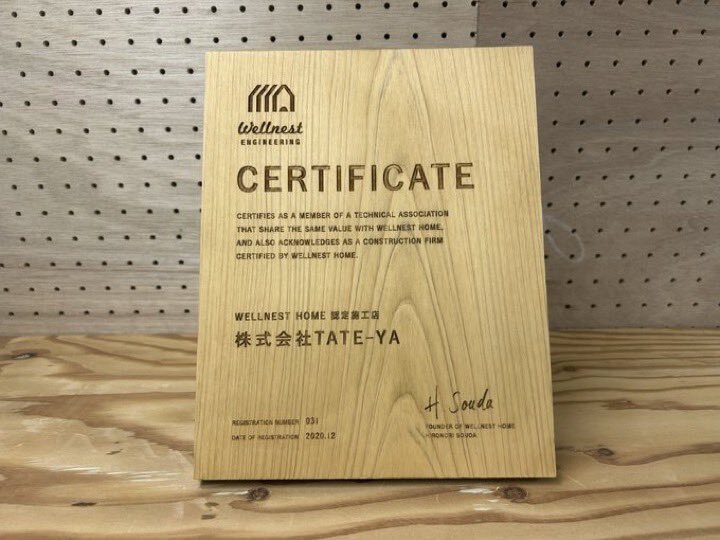 Wellnest
ENGINEERING
CERTIFICATE
CERTIFIES AS A MEMBER OF A TECHNICAL ASSOCIATION
THAT SHARE THE SAME VALUE WITH WELLNEST HOME,
AND ALSO ACKNOWLEDGES AS A CONSTRUCTION FIRM
CERTIFIED BY WELLNEST HOME.
WELLNEST HOME 認定施工店
株式会社TATE-YA
REGISTRATION NUMBER 031
DATE OF REGISTRATION 2020.12
H Souda
FOUNDER OF WELLNEST HOME
HIRONORI SOUDA